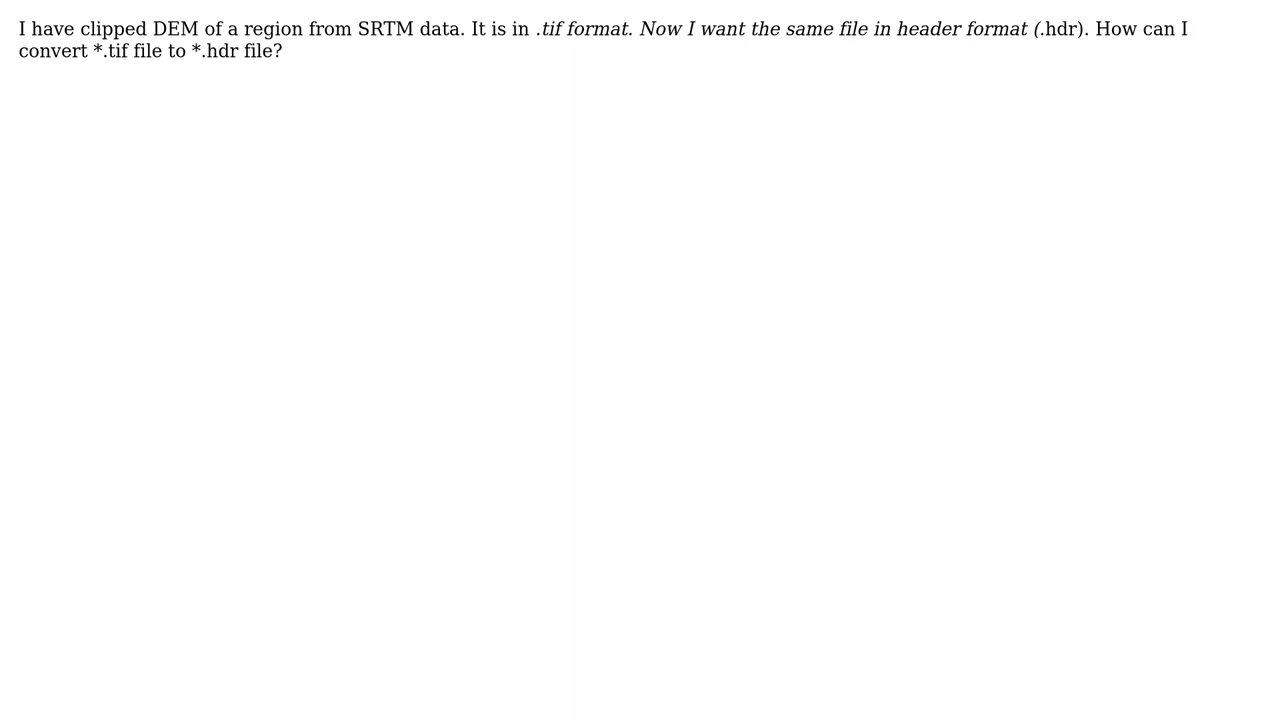 I have clipped DEM of a region from SRTM data. It is in .tif format. Now I want the same file in header format (.hdr). How can I
convert *.tif file to *.hdr file?